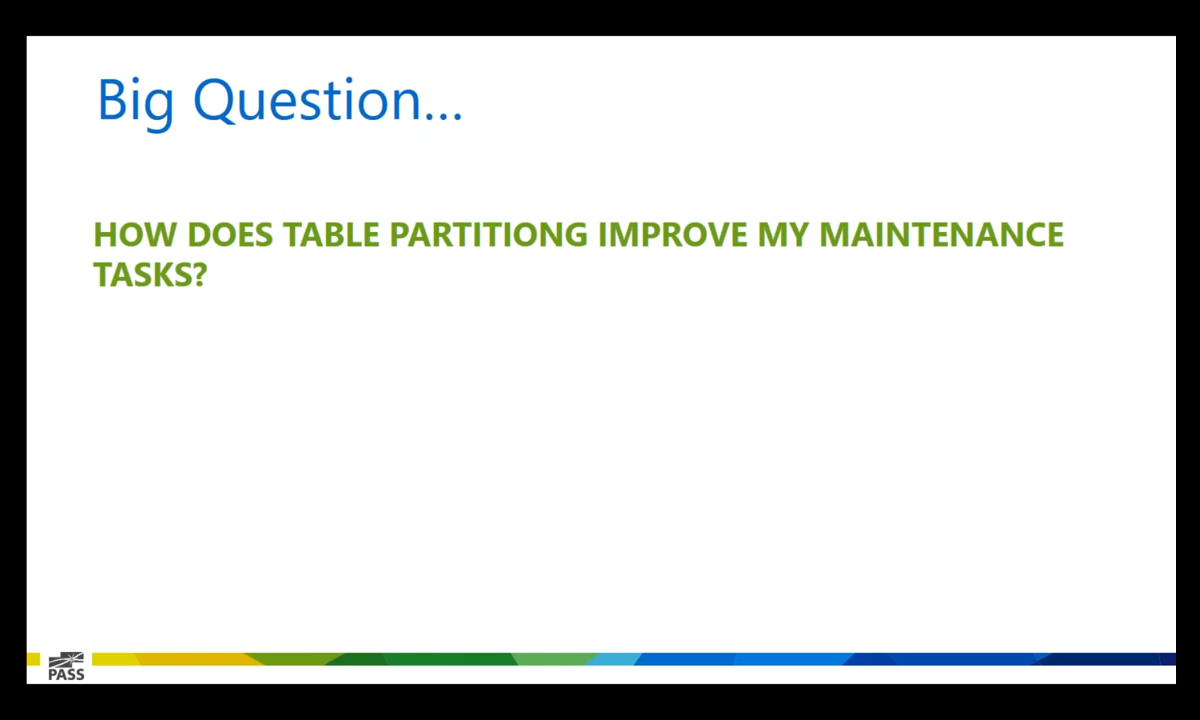 Big Question...
HOW DOES TABLE PARTITIONG IMPROVE MY MAINTENANCE
TASKS?
PASS